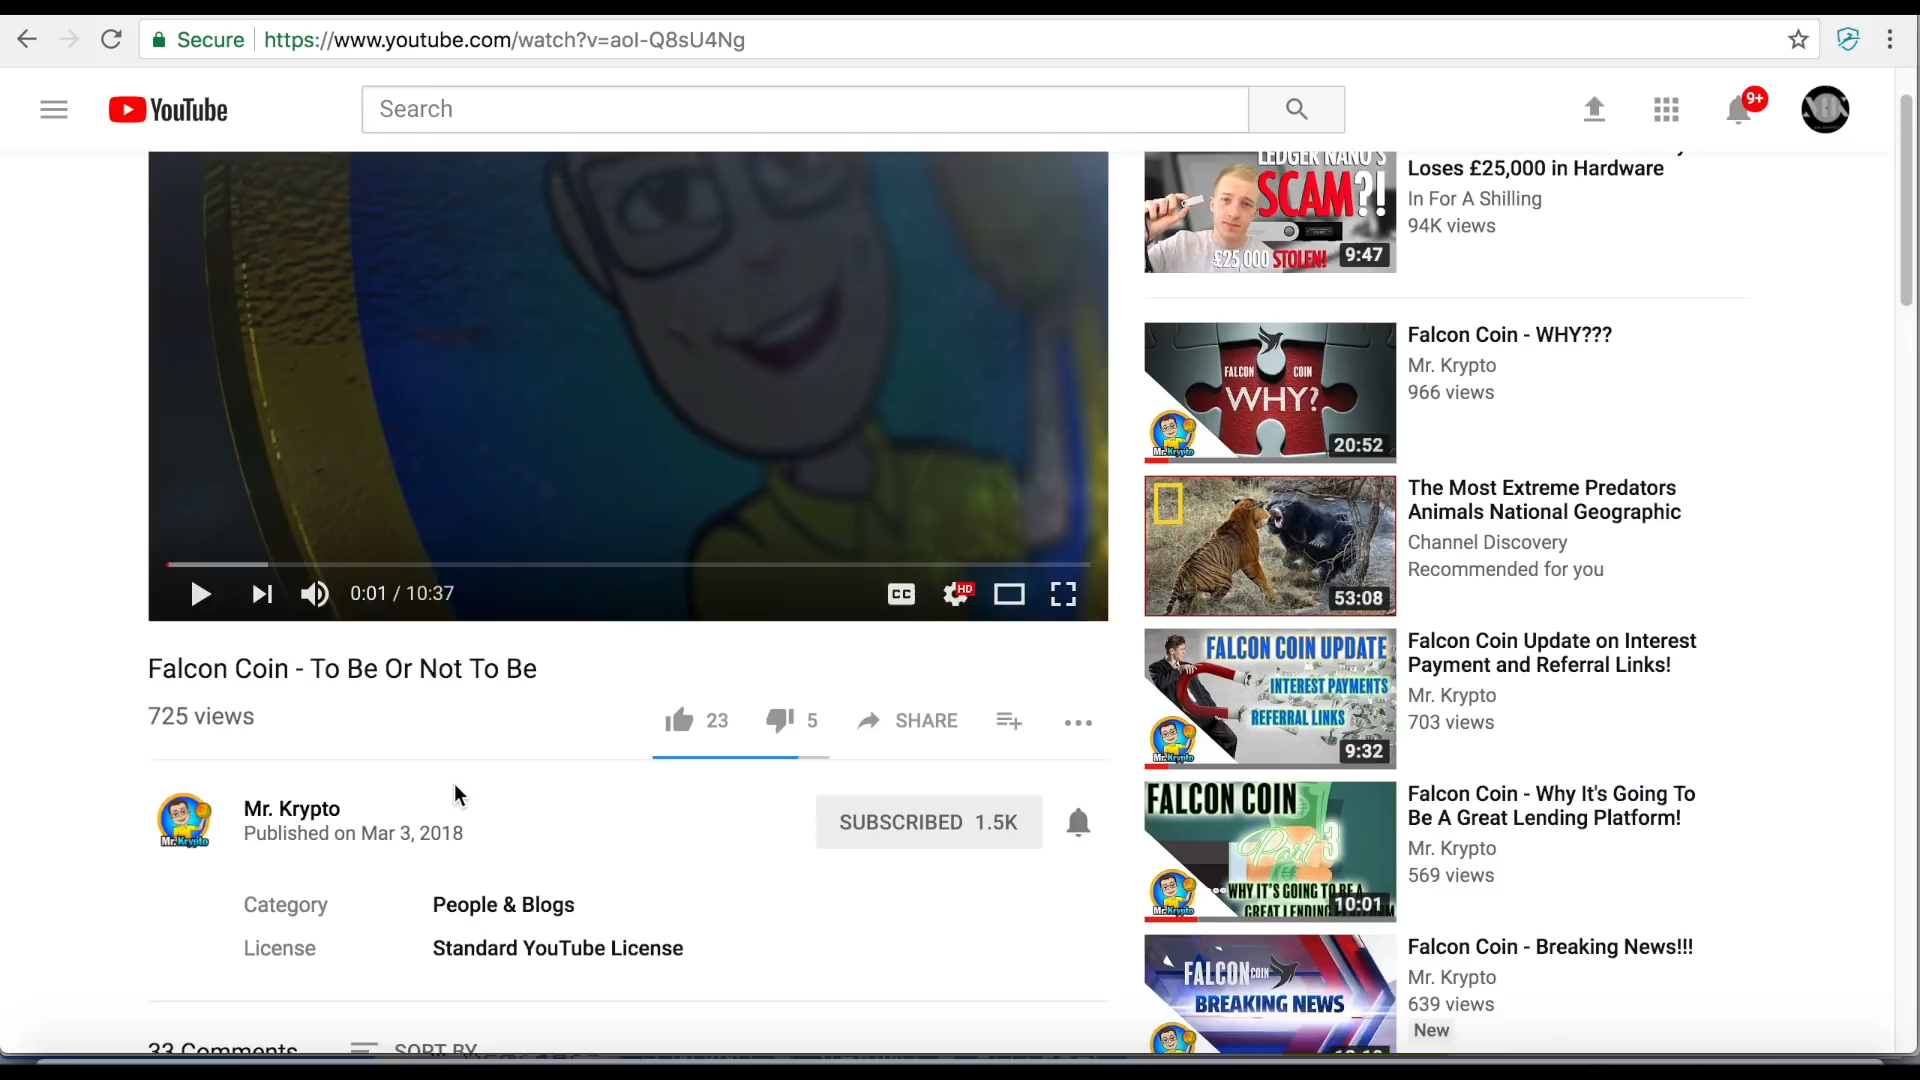 Secure https://www.youtube.com/watch?v=aoI-Q8sU4Ng
YouTube
Search
9+
0:01 / 10:37
CC
HD
Falcon Coin - To Be Or Not To Be
725 views
23
5
SHARE
Mr. Krypto
Mr. Krypto
Published on Mar 3, 2018
SUBSCRIBED 1.5K
Category People & Blogs
License Standard YouTube License
33 Comments
SORT BY
LEDGER NANO S
SCAM?!
£25,000 STOLEN!
9:47
Loses £25,000 in Hardware
In For A Shilling
94K views
FALCON COIN
WHY?
Mr. Krypto
20:52
Falcon Coin - WHY???
Mr. Krypto
966 views
53:08
The Most Extreme Predators
Animals National Geographic
Channel Discovery
Recommended for you
FALCON COIN UPDATE
INTEREST PAYMENTS
REFERRAL LINKS
Mr. Krypto
9:32
Falcon Coin Update on Interest
Payment and Referral Links!
Mr. Krypto
703 views
FALCON COIN
Part 3
WHY IT'S GOING TO BE A
GREAT LENDING
Mr. Krypto
10:01
Falcon Coin - Why It's Going To
Be A Great Lending Platform!
Mr. Krypto
569 views
FALCON COIN
BREAKING NEWS
Falcon Coin - Breaking News!!!
Mr. Krypto
639 views
New